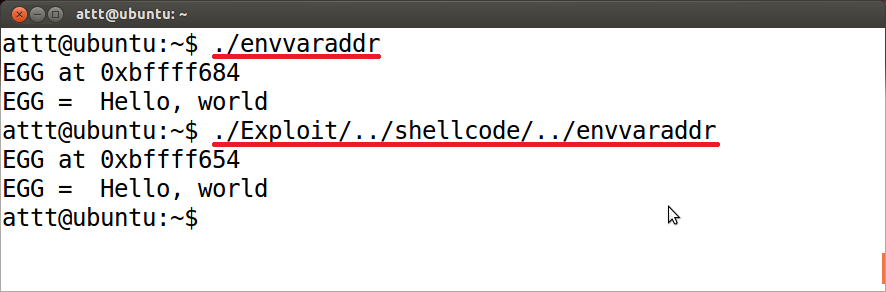 attt@ubuntu: ~
attt@ubuntu:~$ ./envvaraddr
EGG at 0xbffff684
EGG =  Hello, world
attt@ubuntu:~$ ./Exploit/../shellcode/../envvaraddr
EGG at 0xbffff654
EGG =  Hello, world
attt@ubuntu:~$